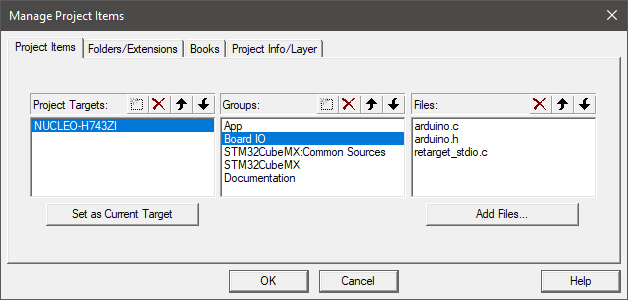 Manage Project Items
Project Items
Folders/Extensions
Books
Project Info/Layer
Project Targets:
NUCLEO-H743ZI
Set as Current Target
Groups:
App
Board IO
STM32CubeMX:Common Sources
STM32CubeMX
Documentation
Files:
arduino.c
arduino.h
retarget_stdio.c
Add Files...
OK
Cancel
Help